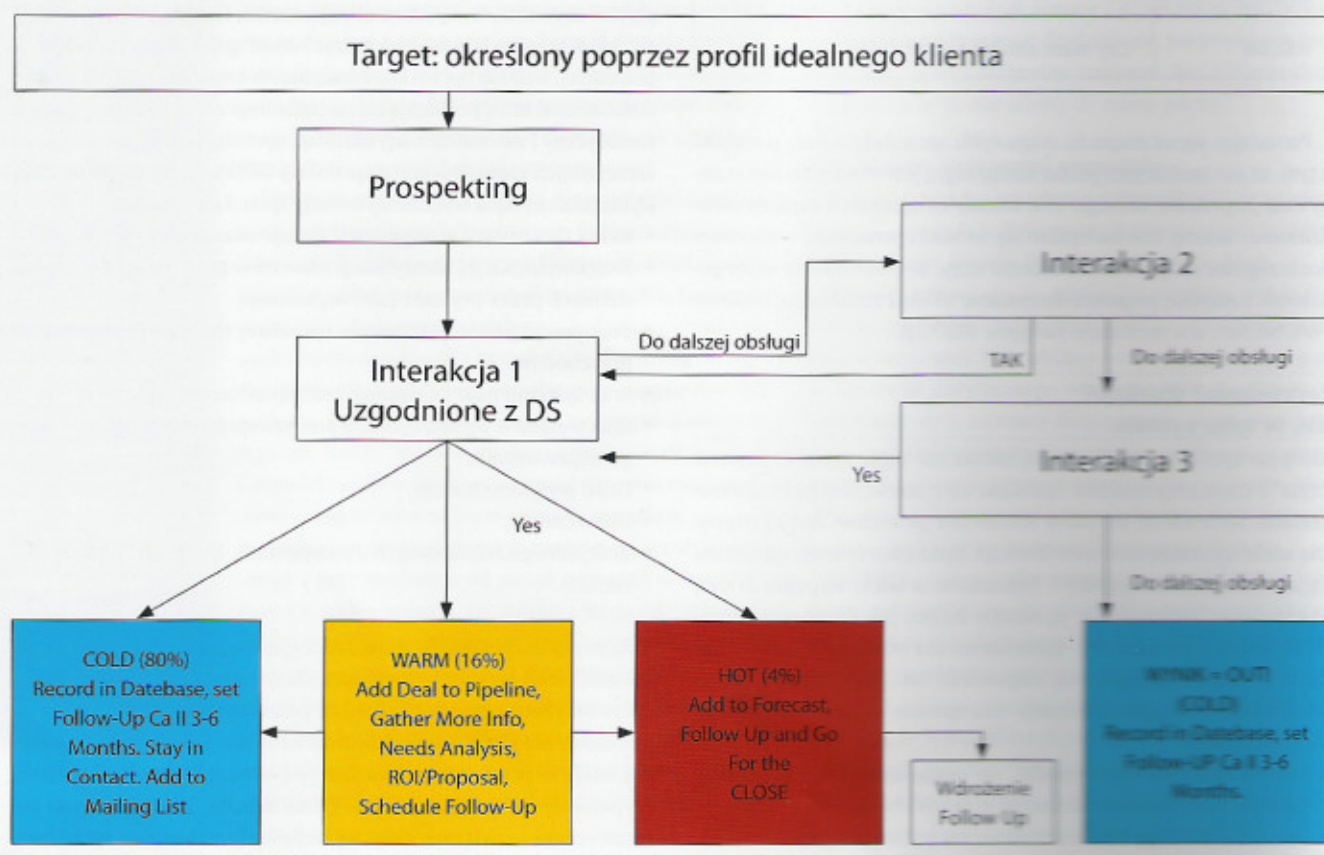 Target: określony poprzez profil idealnego klienta
Prospekting
Interakcja 2
Do dalszej obsługi
TAK
Do dalszej obsługi
Interakcja 1
Uzgodnione z DS
Interakcja 3
Yes
Yes
Do dalszej obsługi
COLD (80%)
Record in Datebase, set
Follow-Up Ca II 3-6
Months. Stay in
Contact. Add to
Mailing List
WARM (16%)
Add Deal to Pipeline,
Gather More Info,
Needs Analysis,
ROI/Proposal,
Schedule Follow-Up
HOT (4%)
Add to Forecast,
Follow Up and Go
For the
CLOSE
Wdrożenie
Follow Up
WYNIK = OUT!
(COLD)
Record in Datebase, set
Follow-UP Ca II 3-6
Months.